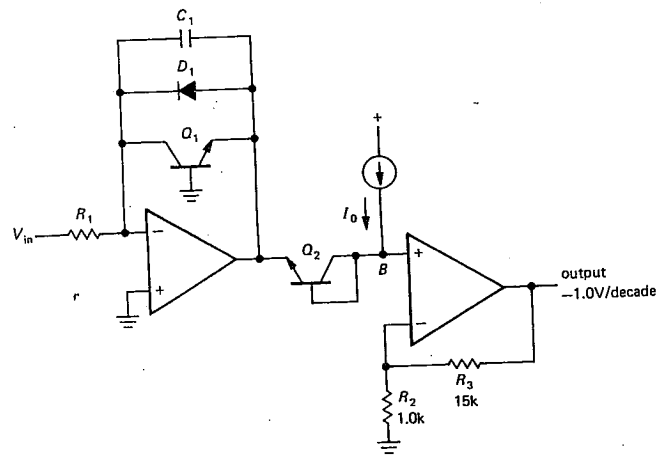 C1
D1
Q1
+
R1
Vin
−
+
r
I0
Q2
B
+
−
output
−1.0V/decade
R3
15k
R2
1.0k